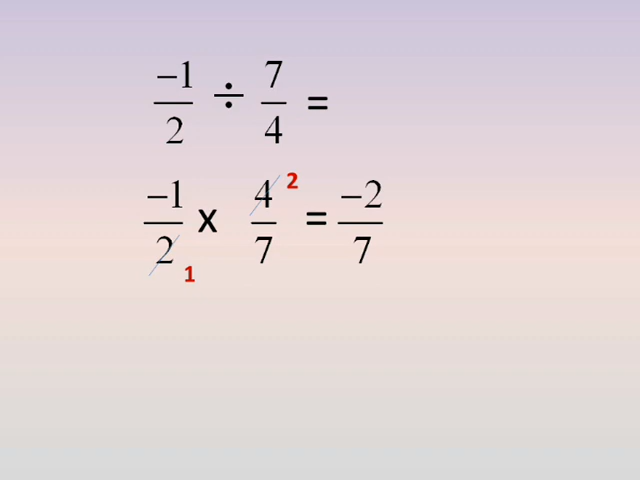 −1/2 ÷ 7/4 =
−1/2 x 4/7 = −2/7
2
1